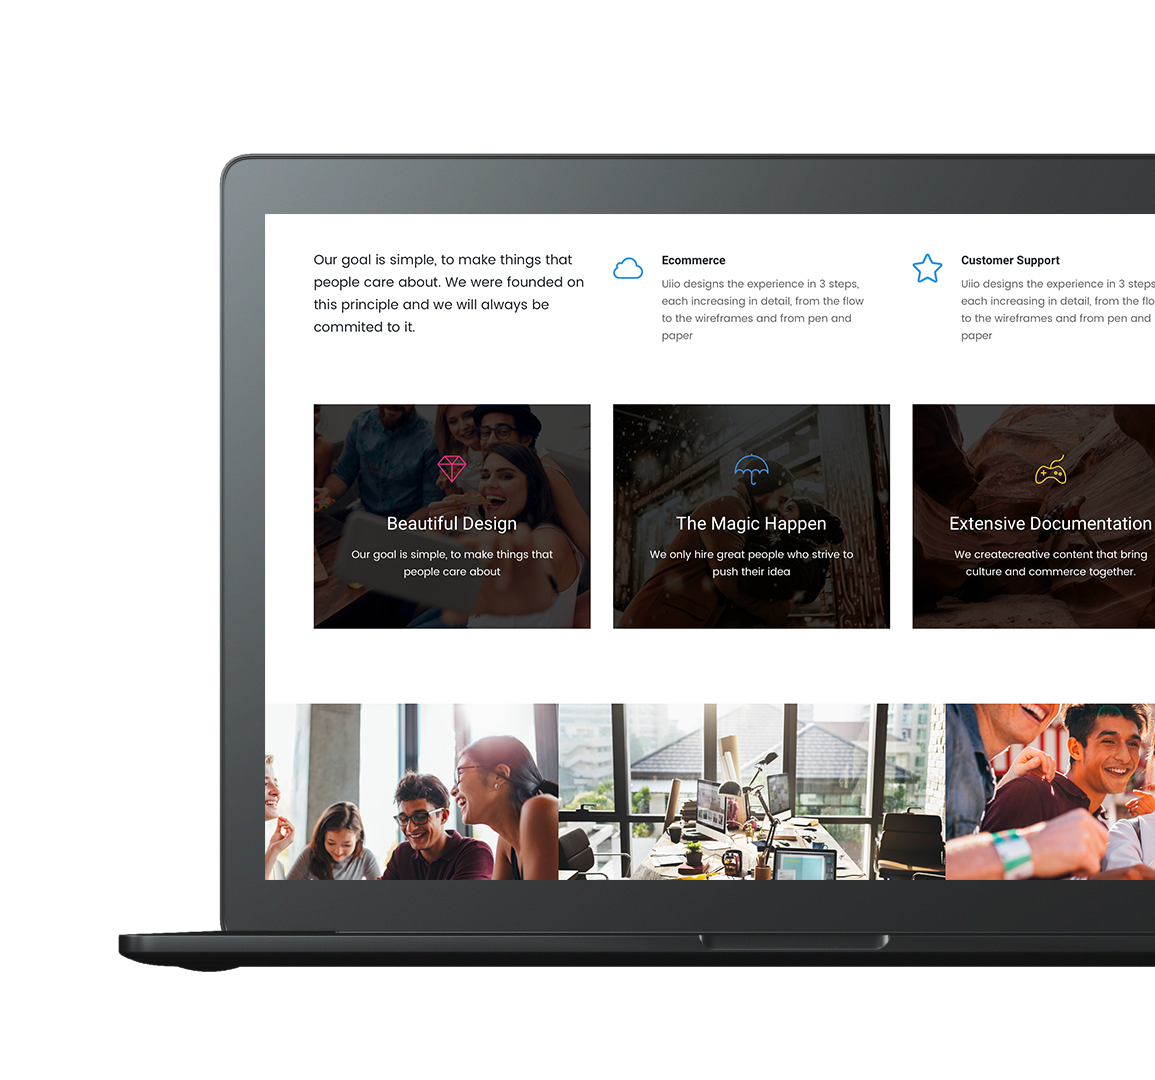 Our goal is simple, to make things that
people care about. We were founded on
this principle and we will always be
commited to it.
Ecommerce
Uiio designs the experience in 3 steps,
each increasing in detail, from the flow
to the wireframes and from pen and
paper
Customer Support
Uiio designs the experience in 3 steps
each increasing in detail, from the flo
to the wireframes and from pen and
paper
Beautiful Design
Our goal is simple, to make things that
people care about
The Magic Happen
We only hire great people who strive to
push their idea
Extensive Documentation
We createcreative content that bring
culture and commerce together.